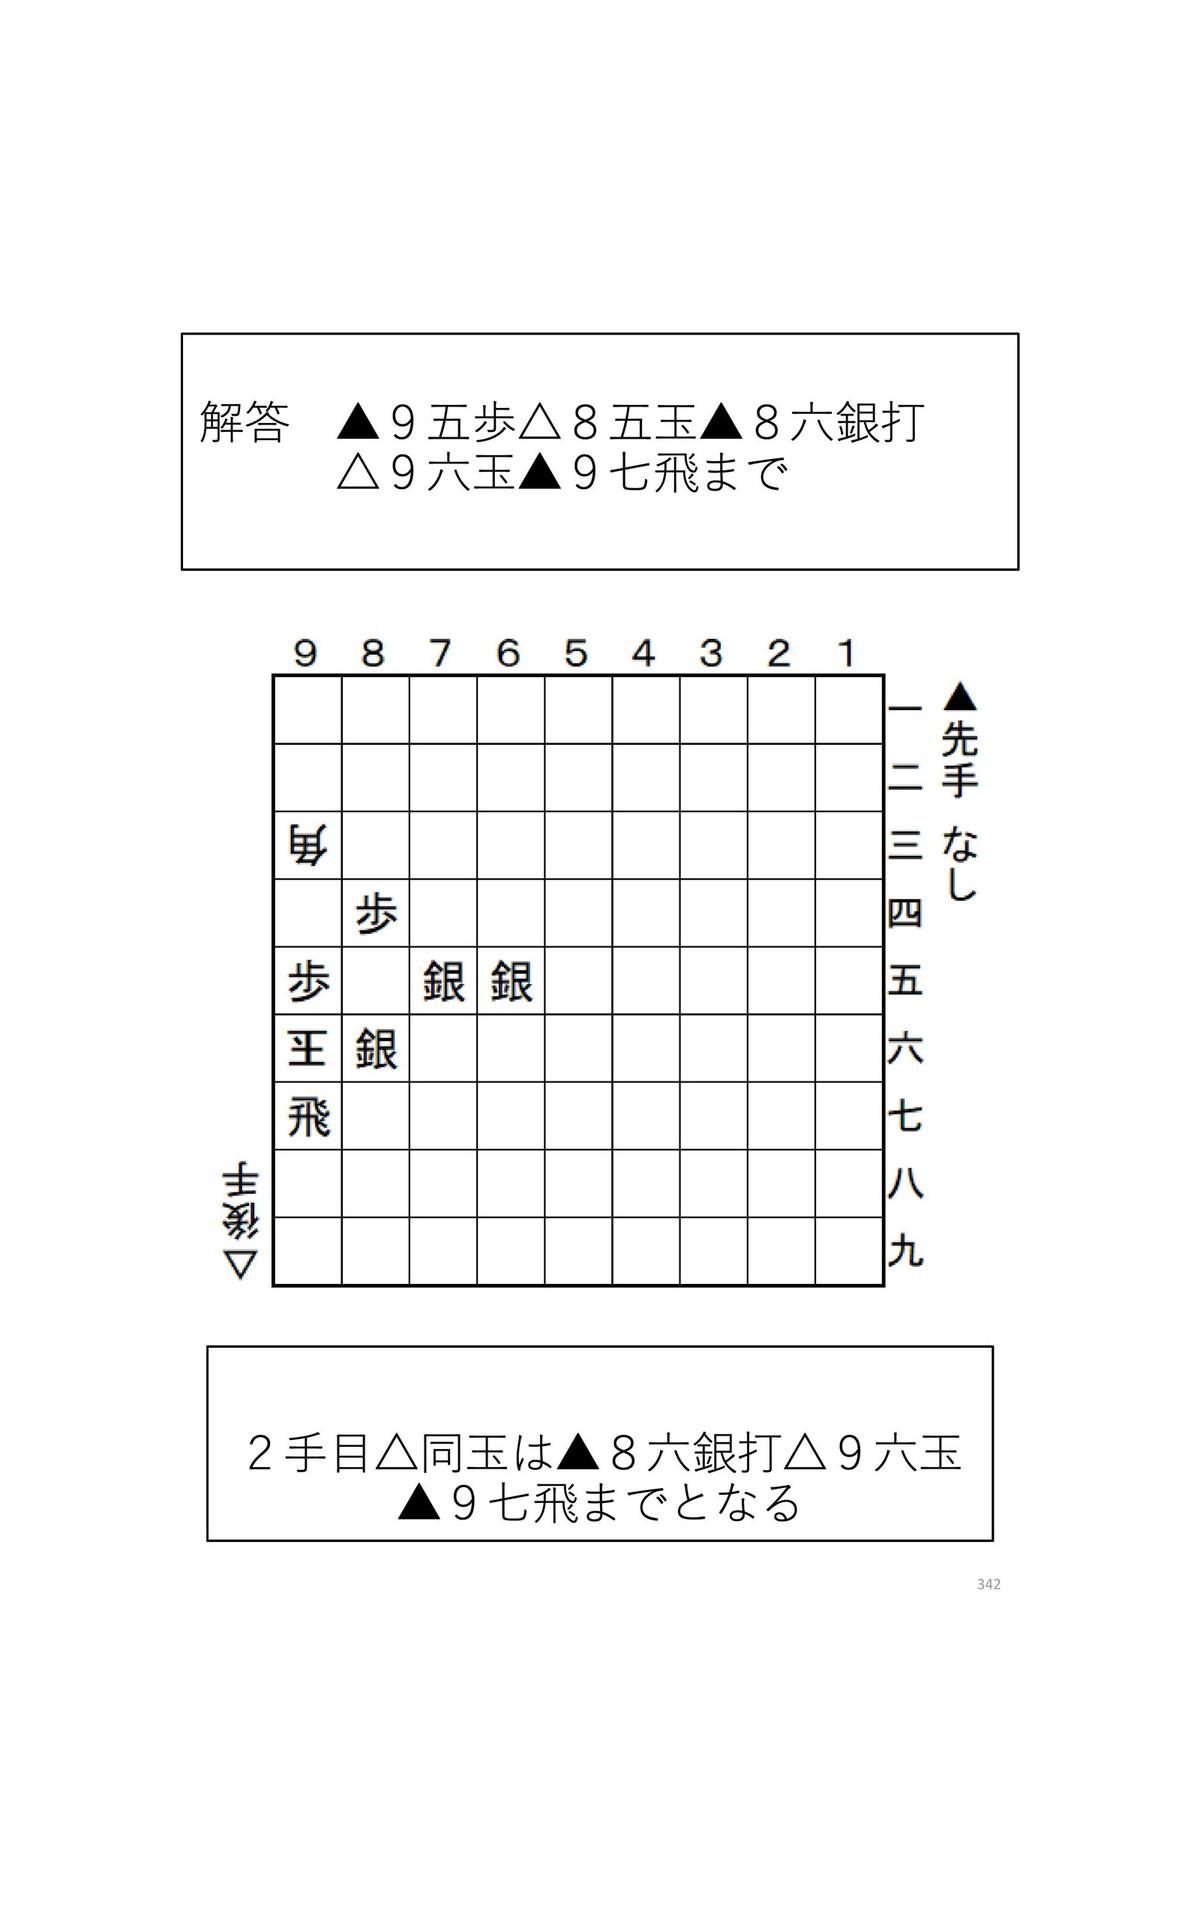 解答　▲９五歩△８五玉▲８六銀打
△９六玉▲９七飛まで
９ ８ ７ ６ ５ ４ ３ ２ １
一
二
三
四
五
六
七
八
九
▲先手 なし
角
歩
歩 銀 銀
王 銀
飛
△後手
２手目△同玉は▲８六銀打△９六玉
▲９七飛までとなる
342